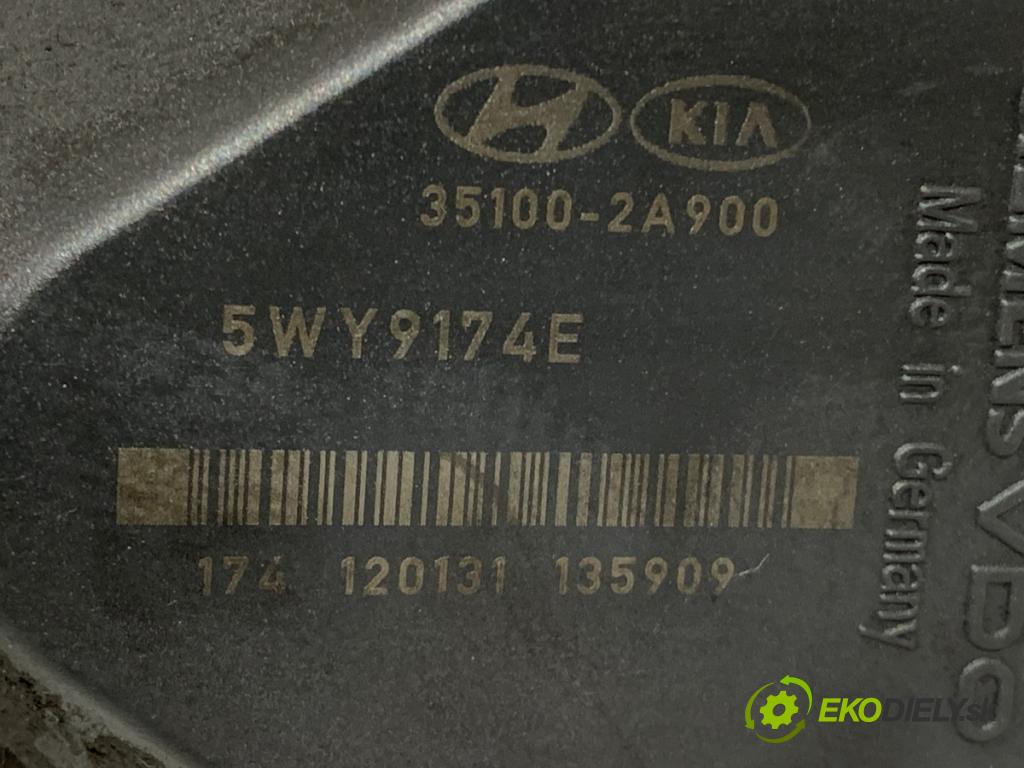 KIA
35100-2A900
5WY9174E
174 120131 135909
Made in Germany
VDO
EKODIELY.sk